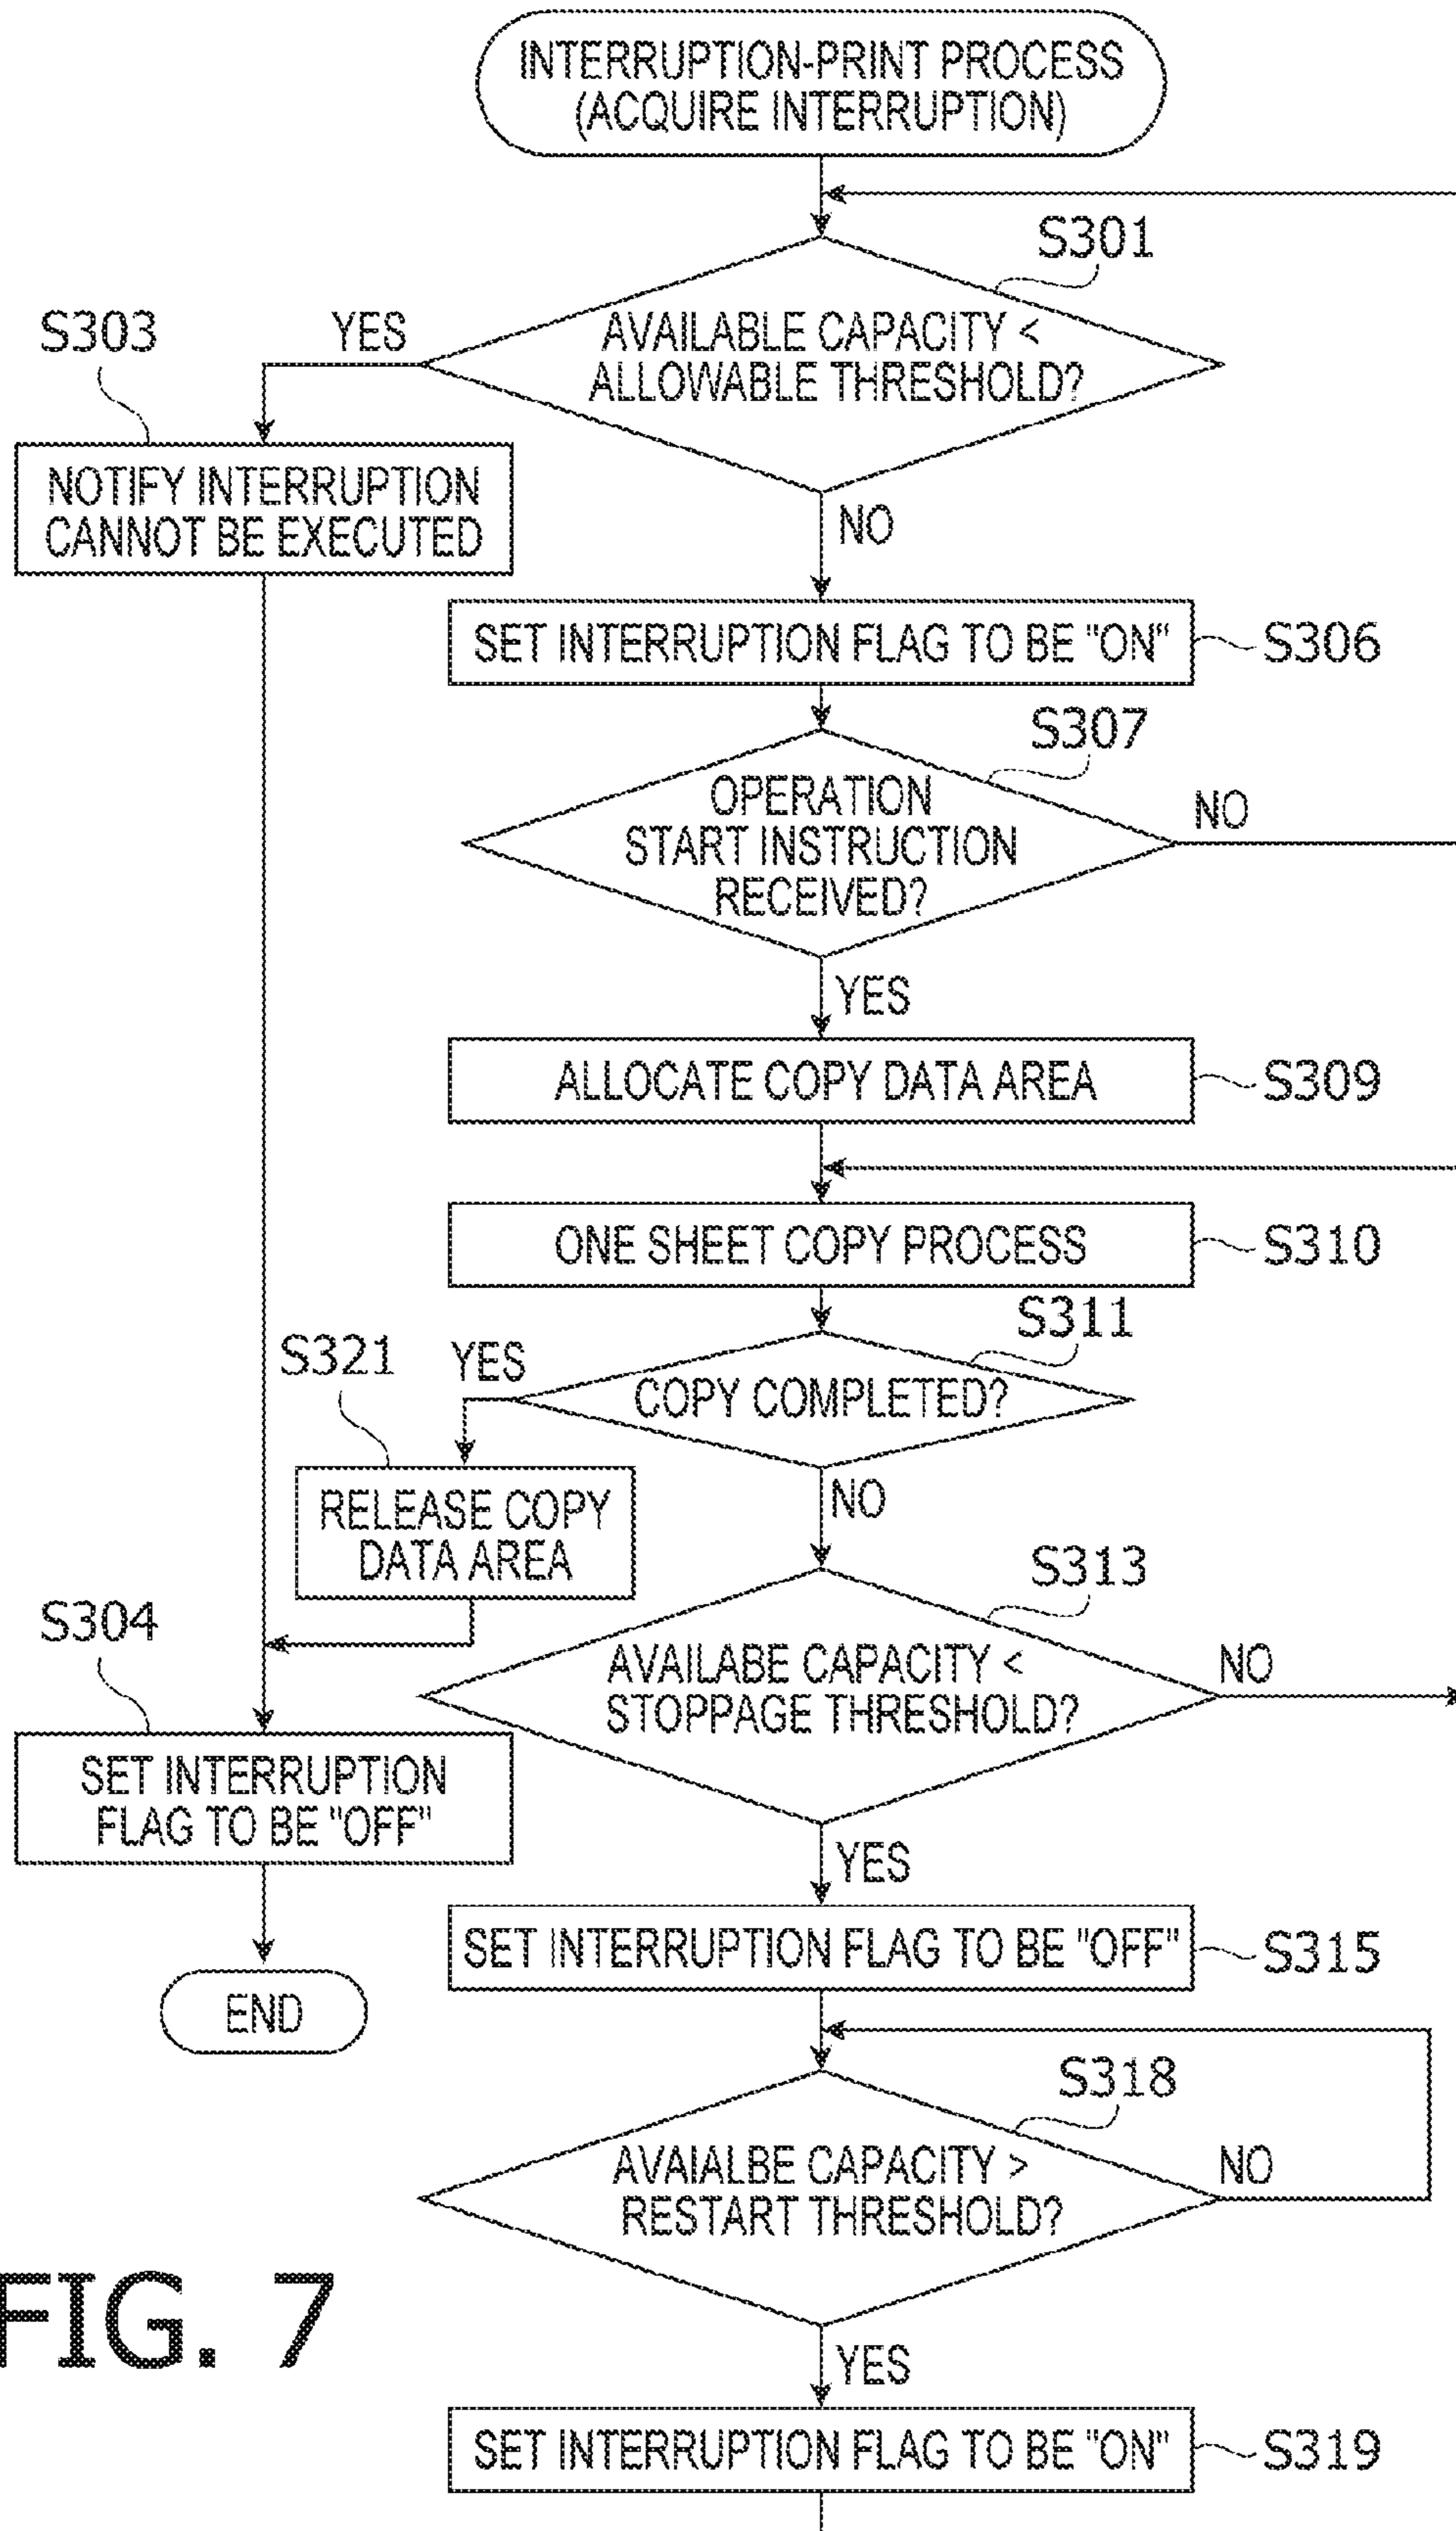 INTERRUPTION-PRINT PROCESS
(ACQUIRE INTERRUPTION)
S301
AVAILABLE CAPACITY <
ALLOWABLE THRESHOLD?
YES
S303
NOTIFY INTERRUPTION
CANNOT BE EXECUTED
NO
SET INTERRUPTION FLAG TO BE "ON"
S306
S307
OPERATION
START INSTRUCTION
RECEIVED?
NO
YES
ALLOCATE COPY DATA AREA
S309
ONE SHEET COPY PROCESS
S310
S311
COPY COMPLETED?
YES
S321
RELEASE COPY
DATA AREA
NO
S313
AVAILABE CAPACITY <
STOPPAGE THRESHOLD?
NO
S304
SET INTERRUPTION
FLAG TO BE "OFF"
END
YES
SET INTERRUPTION FLAG TO BE "OFF"
S315
S318
AVAIALBE CAPACITY >
RESTART THRESHOLD?
NO
YES
SET INTERRUPTION FLAG TO BE "ON"
S319
FIG. 7